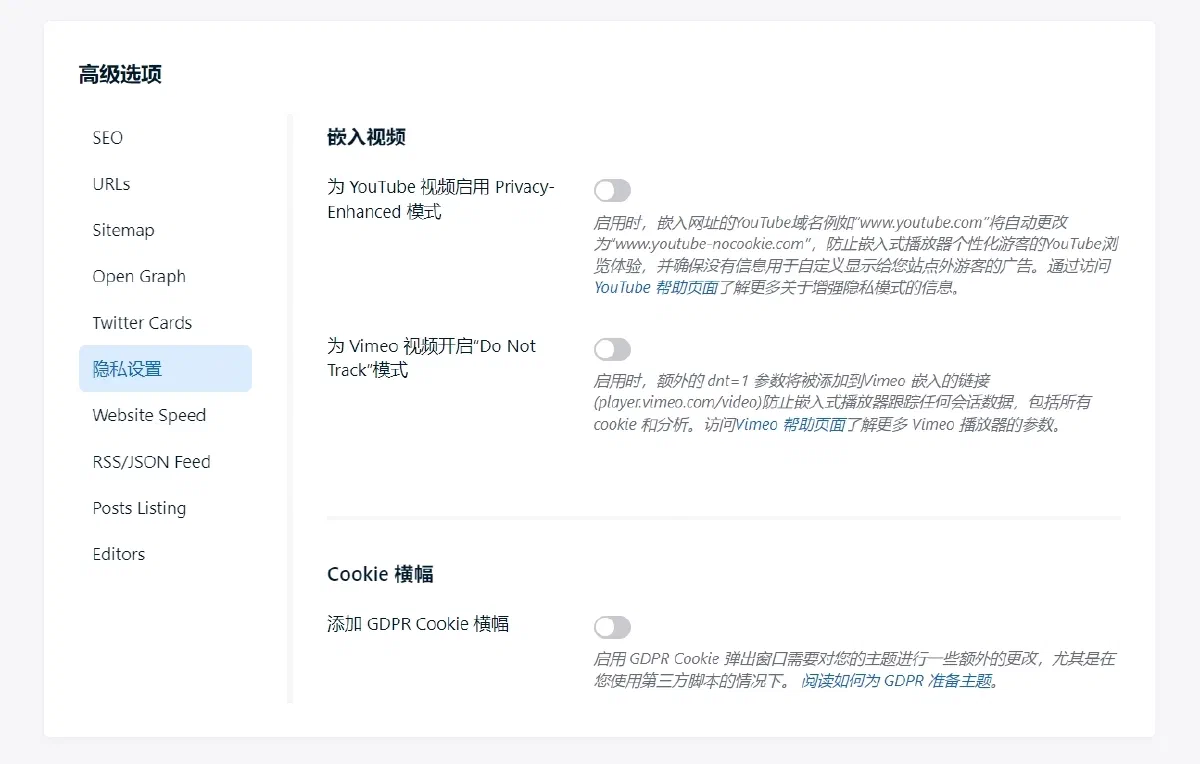 高级选项
SEO
URLs
Sitemap
Open Graph
Twitter Cards
隐私设置
Website Speed
RSS/JSON Feed
Posts Listing
Editors
嵌入视频
为 YouTube 视频启用 Privacy-
Enhanced 模式
启用时，嵌入网址的YouTube域名例如“www.youtube.com”将自动更改
为“www.youtube-nocookie.com”，防止嵌入式播放器个性化游客的YouTube浏
览体验，并确保没有信息用于自定义显示给您站点外游客的广告。通过访问
YouTube 帮助页面了解更多关于增强隐私模式的信息。
为 Vimeo 视频开启“Do Not
Track”模式
启用时，额外的 dnt=1 参数将被添加到Vimeo 嵌入的链接
(player.vimeo.com/video)防止嵌入式播放器跟踪任何会话数据，包括所有
cookie 和分析。访问Vimeo 帮助页面了解更多 Vimeo 播放器的参数。
Cookie 横幅
添加 GDPR Cookie 横幅
启用 GDPR Cookie 弹出窗口需要对您的主题进行一些额外的更改，尤其是在
您使用第三方脚本的情况下。 阅读如何为 GDPR 准备主题。